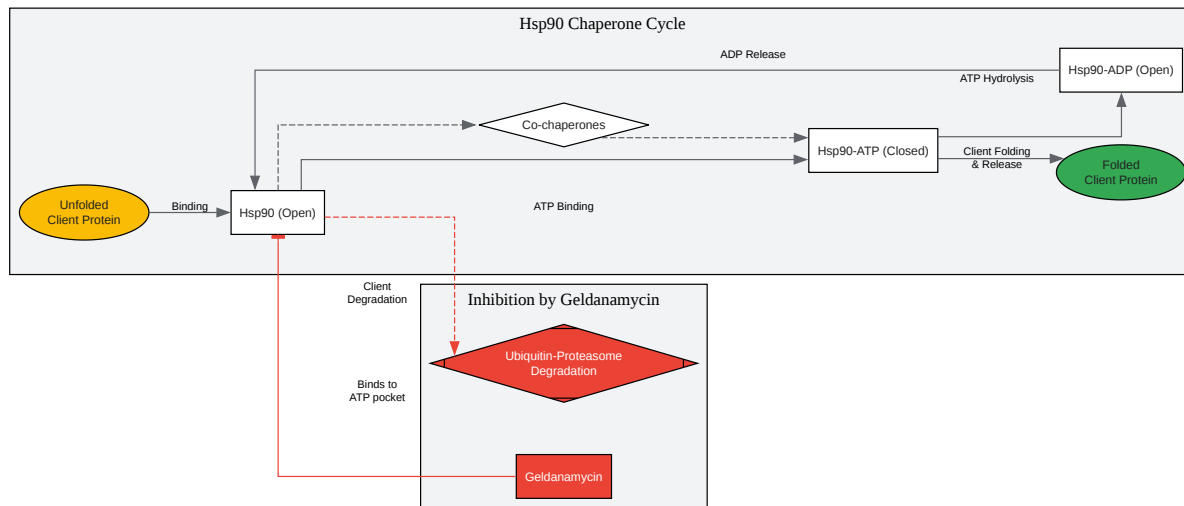 Hsp90 Chaperone Cycle
ADP Release
Hsp90-ADP (Open)
ATP Hydrolysis
Co-chaperones
Hsp90-ATP (Closed)
Client Folding
& Release
Folded
Client Protein
Unfolded
Client Protein
Binding
Hsp90 (Open)
ATP Binding
Client
Degradation
Inhibition by Geldanamycin
Ubiquitin-Proteasome
Degradation
Binds to
ATP pocket
Geldanamycin